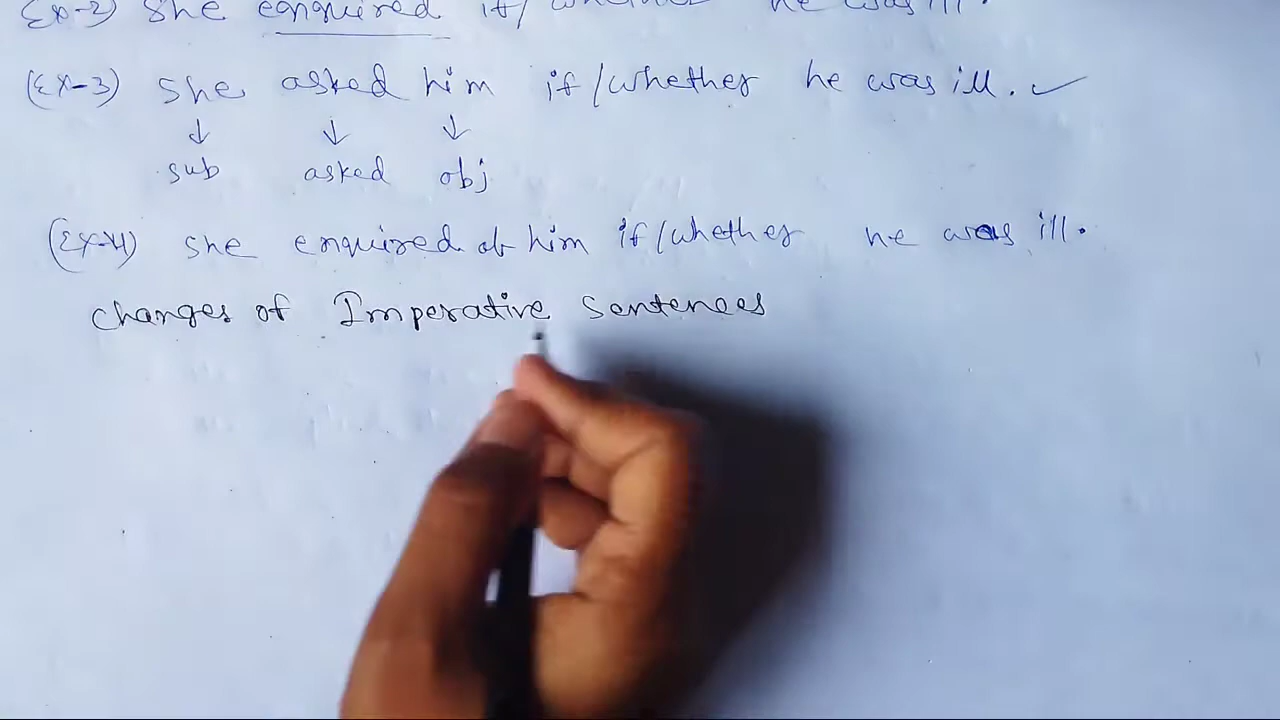 (Ex-2) She enquired if/whether he was ill.
(Ex-3) She asked him if/whether he was ill. ✓
↓ ↓ ↓
sub asked obj
(Ex-4) she enquired of him if/whether he was ill.
Changes of Imperative Sentences